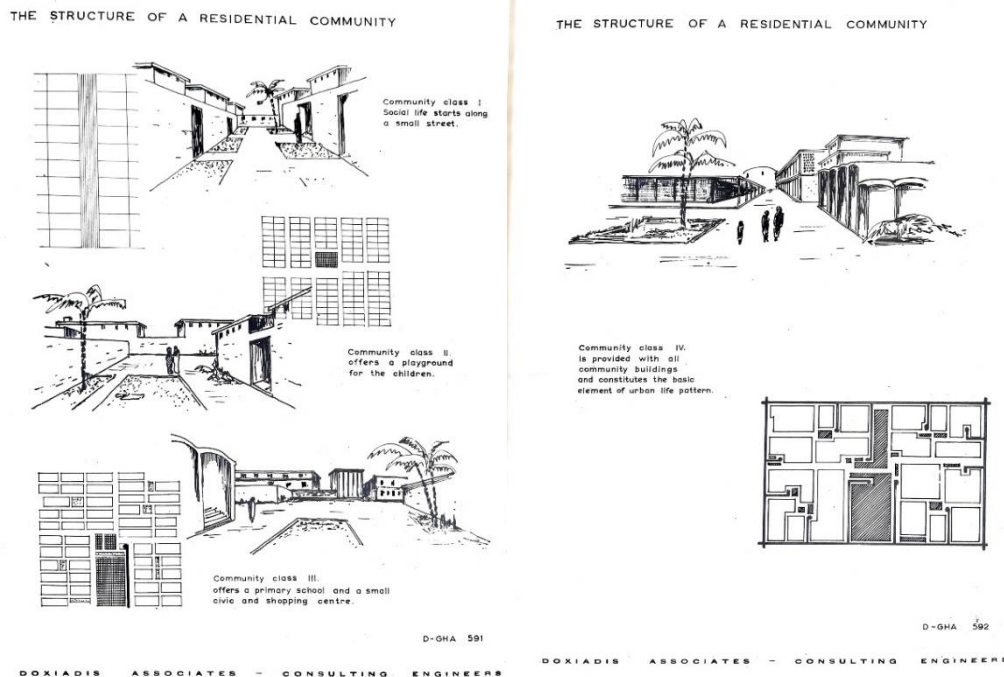 THE STRUCTURE OF A RESIDENTIAL COMMUNITY
Community class I
Social life starts along
a small street.
Community class II.
offers a playground
for the children.
Community class III.
offers a primary school and a small
civic and shopping centre.
D-GHA 591
DOXIADIS ASSOCIATES – CONSULTING ENGINEERS
THE STRUCTURE OF A RESIDENTIAL COMMUNITY
Community class IV.
is provided with all
community buildings
and constitutes the basic
element of urban life pattern.
D-GHA 592
DOXIADIS ASSOCIATES – CONSULTING ENGINEERS